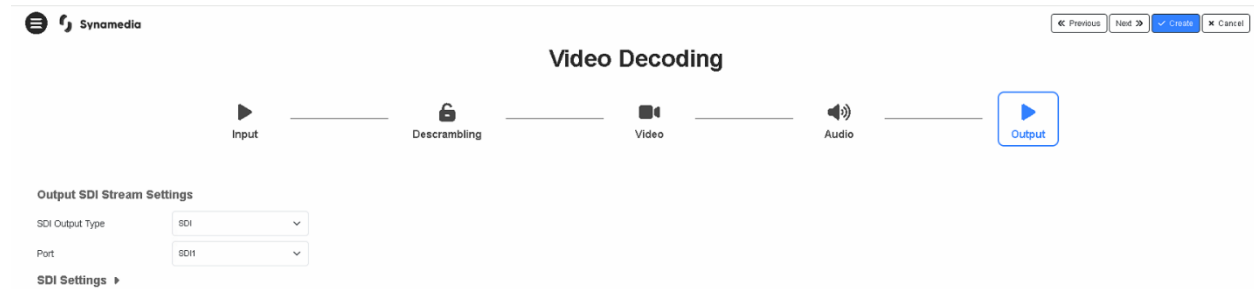 Synamedia
Previous Next Create Cancel
Video Decoding
Input Descrambling Video Audio Output
Output SDI Stream Settings
SDI Output Type SDI
Port SDI1
SDI Settings